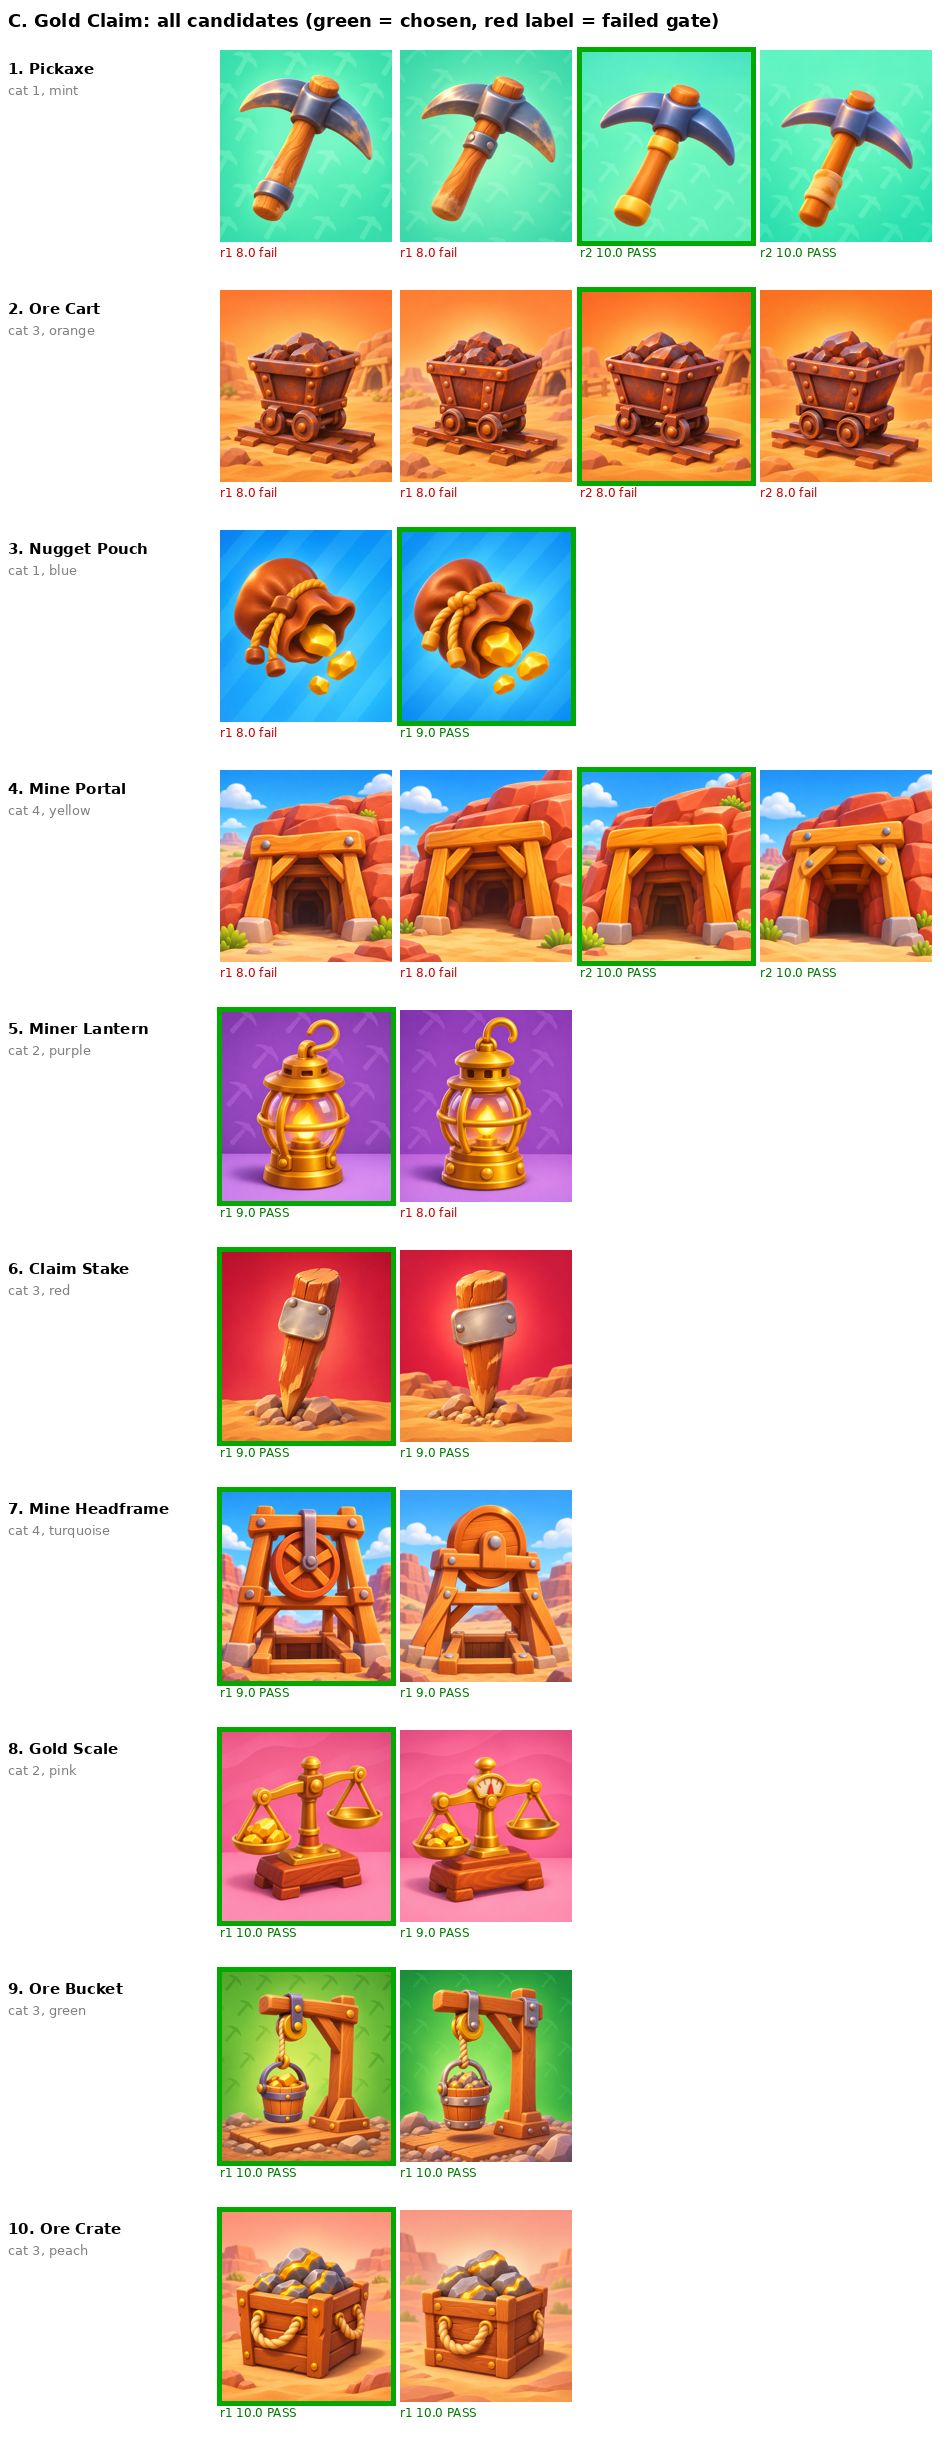 C. Gold Claim: all candidates (green = chosen, red label = failed gate)
1. Pickaxe
cat 1, mint
r1 8.0 fail
r1 8.0 fail
r2 10.0 PASS
r2 10.0 PASS
2. Ore Cart
cat 3, orange
r1 8.0 fail
r1 8.0 fail
r2 8.0 fail
r2 8.0 fail
3. Nugget Pouch
cat 1, blue
r1 8.0 fail
r1 9.0 PASS
4. Mine Portal
cat 4, yellow
r1 8.0 fail
r1 8.0 fail
r2 10.0 PASS
r2 10.0 PASS
5. Miner Lantern
cat 2, purple
r1 9.0 PASS
r1 8.0 fail
6. Claim Stake
cat 3, red
r1 9.0 PASS
r1 9.0 PASS
7. Mine Headframe
cat 4, turquoise
r1 9.0 PASS
r1 9.0 PASS
8. Gold Scale
cat 2, pink
r1 10.0 PASS
r1 9.0 PASS
9. Ore Bucket
cat 3, green
r1 10.0 PASS
r1 10.0 PASS
10. Ore Crate
cat 3, peach
r1 10.0 PASS
r1 10.0 PASS